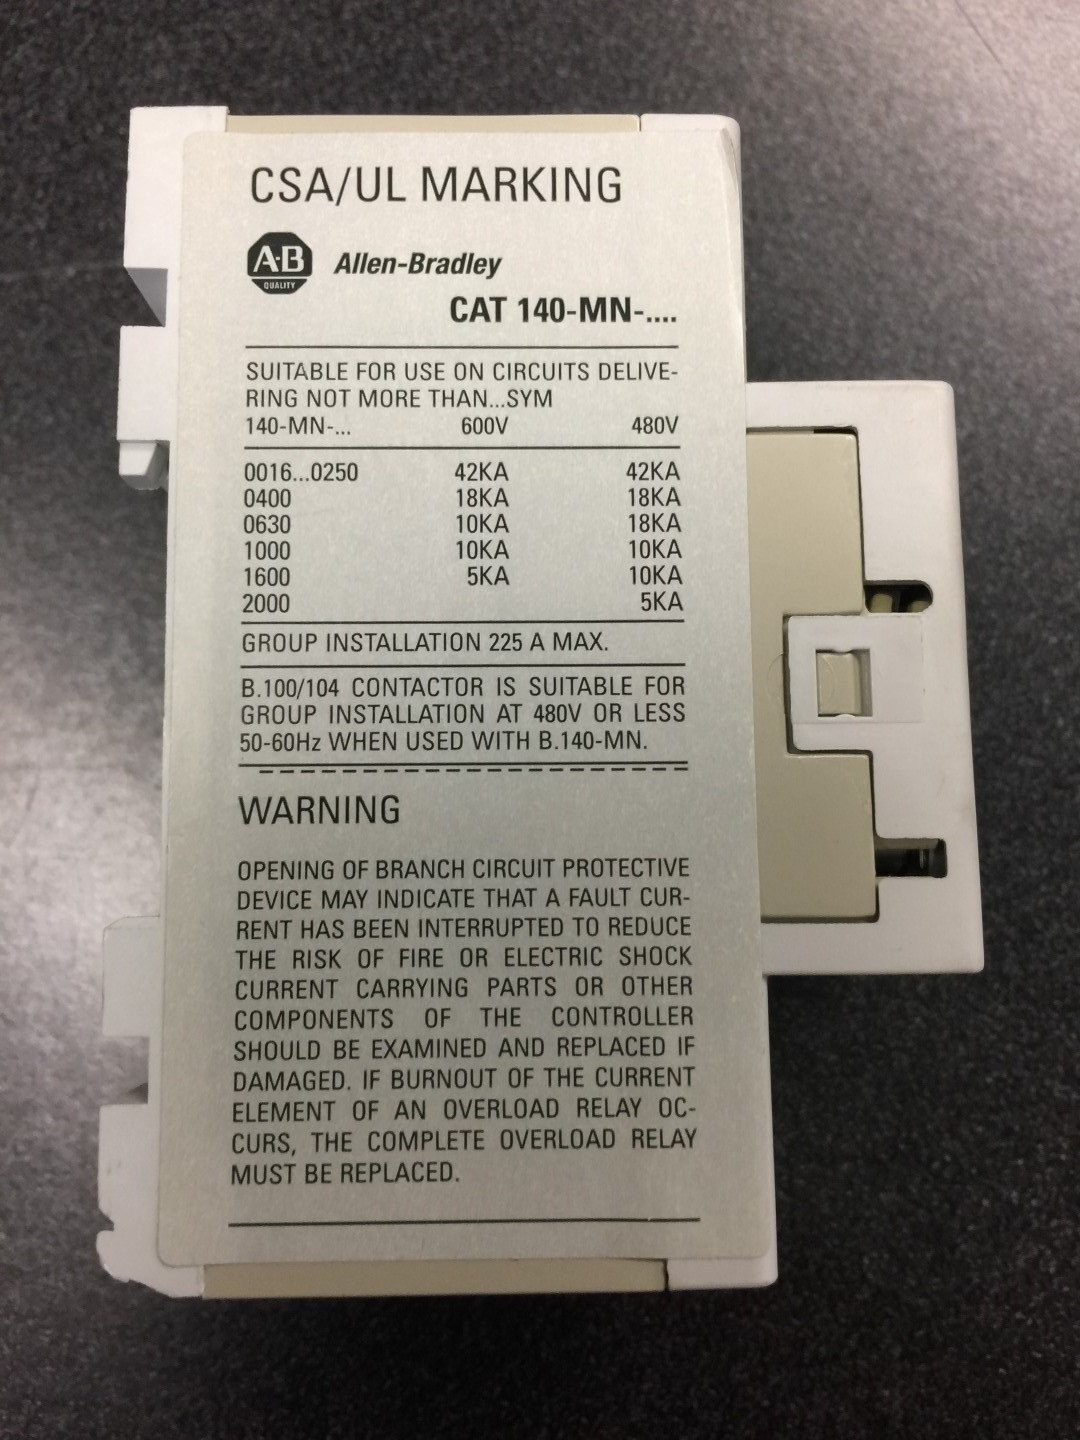 CSA/UL MARKING
A·B
QUALITY
Allen-Bradley
CAT 140-MN-....
SUITABLE FOR USE ON CIRCUITS DELIVE-
RING NOT MORE THAN...SYM
140-MN-... 600V 480V
0016...0250 42KA 42KA
0400 18KA 18KA
0630 10KA 18KA
1000 10KA 10KA
1600 5KA 10KA
2000 5KA
GROUP INSTALLATION 225 A MAX.
B.100/104 CONTACTOR IS SUITABLE FOR
GROUP INSTALLATION AT 480V OR LESS
50-60Hz WHEN USED WITH B.140-MN.
WARNING
OPENING OF BRANCH CIRCUIT PROTECTIVE
DEVICE MAY INDICATE THAT A FAULT CUR-
RENT HAS BEEN INTERRUPTED TO REDUCE
THE RISK OF FIRE OR ELECTRIC SHOCK
CURRENT CARRYING PARTS OR OTHER
COMPONENTS OF THE CONTROLLER
SHOULD BE EXAMINED AND REPLACED IF
DAMAGED. IF BURNOUT OF THE CURRENT
ELEMENT OF AN OVERLOAD RELAY OC-
CURS, THE COMPLETE OVERLOAD RELAY
MUST BE REPLACED.